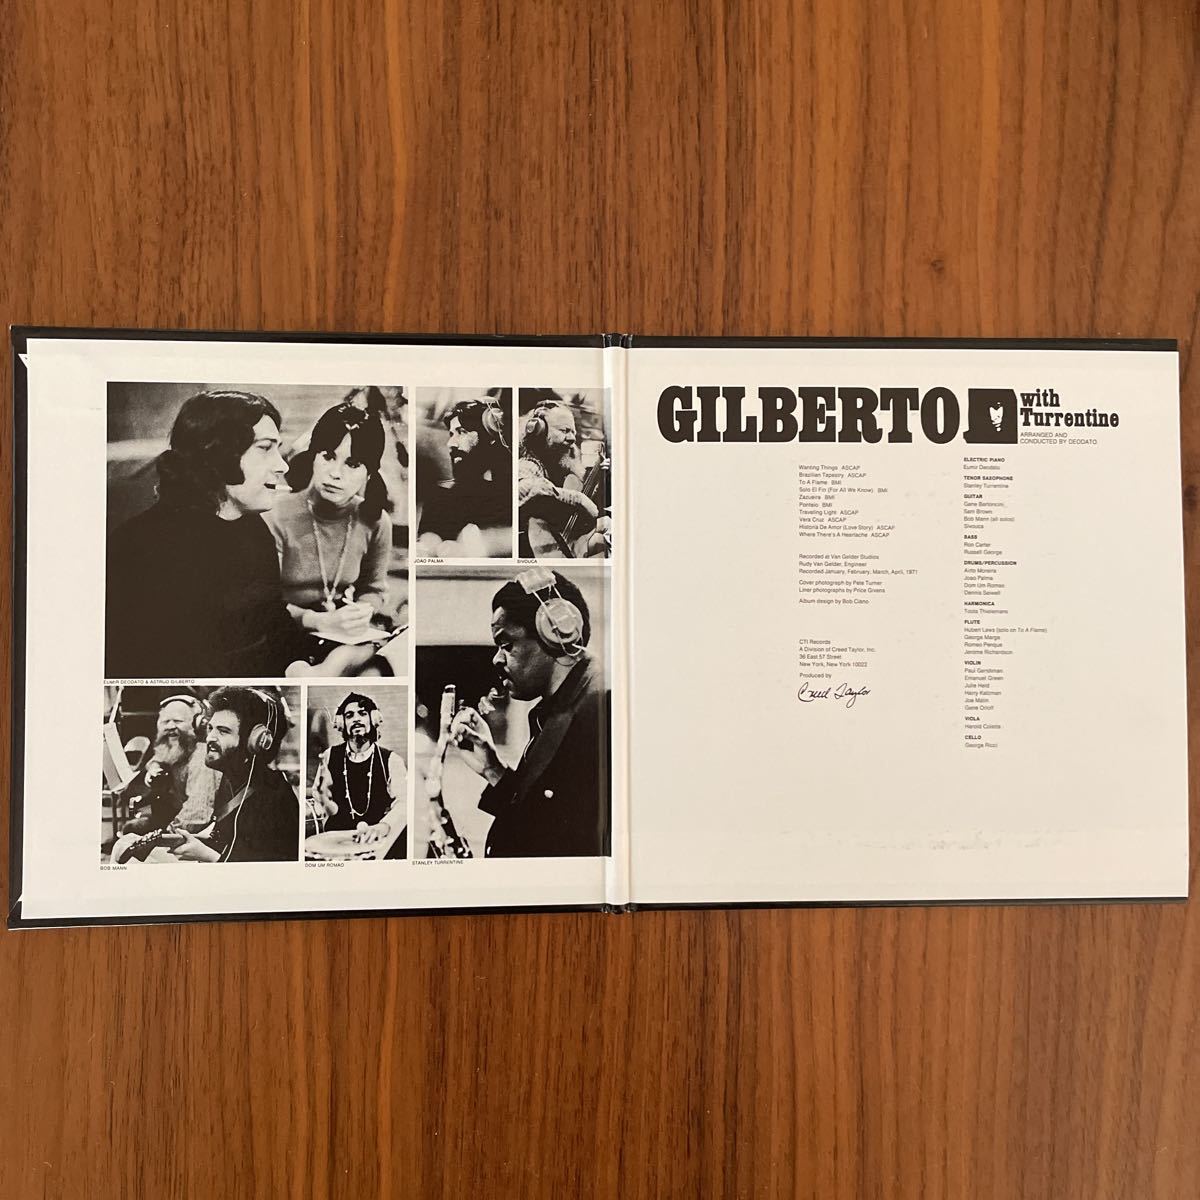 JOAO PALMA
SIVOUCA
EUMIR DEODATO & ASTRUD GILBERTO
BOB MANN
DOM UM ROMAO
STANLEY TURRENTINE
GILBERTO
with
Turrentine
ARRANGED AND
CONDUCTED BY DEODATO
Wanting Things ASCAP
Brazilian Tapestry ASCAP
To A Flame BMI
Solo El Fin (For All We Know) BMI
Zazueira BMI
Ponteio BMI
Traveling Light ASCAP
Vera Cruz ASCAP
Historia De Amor (Love Story) ASCAP
Where There's A Heartache ASCAP
Recorded at Van Gelder Studios
Rudy Van Gelder, Engineer
Recorded January, February, March, April, 1971
Cover photograph by Pete Turner
Liner photographs by Price Givens
Album design by Bob Ciano
CTI Records
A Division of Creed Taylor, Inc.
36 East 57 Street
New York, New York 10022
Produced by
Creed Taylor
ELECTRIC PIANO
Eumir Deodato
TENOR SAXOPHONE
Stanley Turrentine
GUITAR
Gene Bertoncini
Sam Brown
Bob Mann (all solos)
Sivouca
BASS
Ron Carter
Russell George
DRUMS/PERCUSSION
Airto Moreira
Joao Palma
Dom Um Romao
Dennis Seiwell
HARMONICA
Toots Thielemans
FLUTE
Hubert Laws (solo on To A Flame)
George Marge
Romeo Penque
Jerome Richardson
VIOLIN
Paul Gershman
Emanuel Green
Julie Held
Harry Katzman
Joe Malin
Gene Orloff
VIOLA
Harold Coletta
CELLO
George Ricci